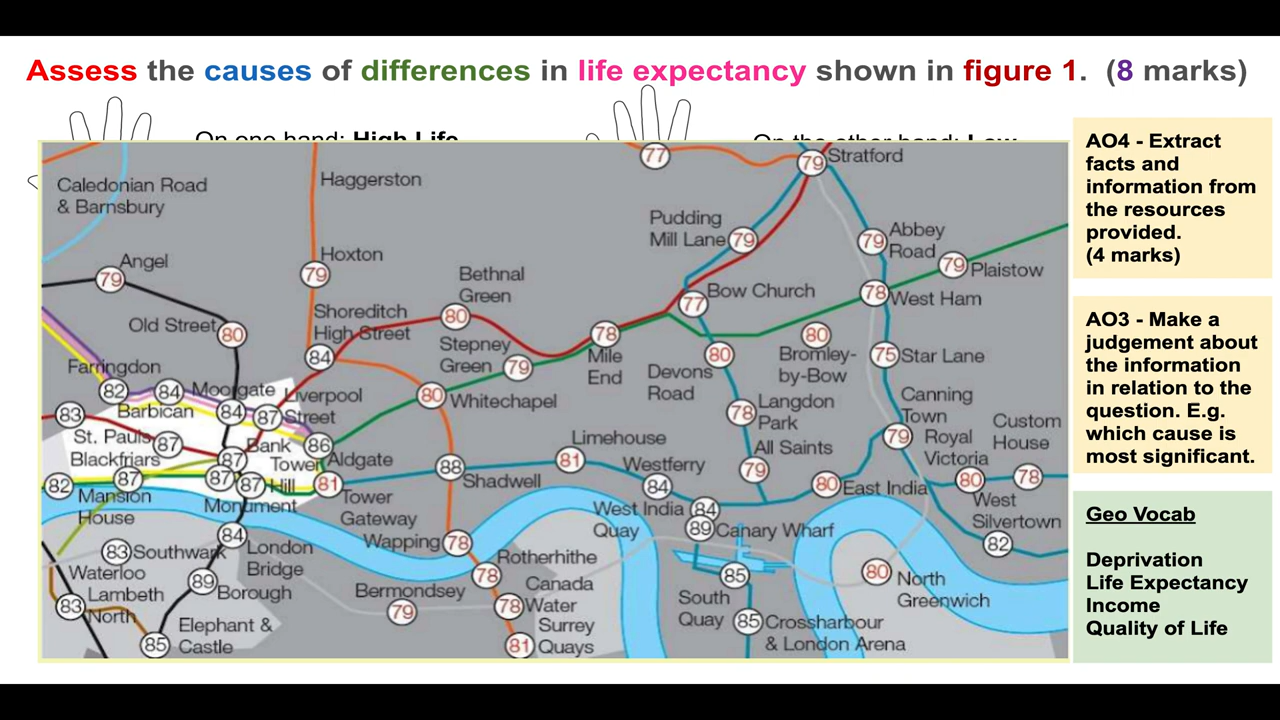 Assess the causes of differences in life expectancy shown in figure 1. (8 marks)
On one hand: High Life
On the other hand: Low
AO4 - Extract
facts and
information from
the resources
provided.
(4 marks)
AO3 - Make a
judgement about
the information
in relation to the
question. E.g.
which cause is
most significant.
Geo Vocab
Deprivation
Life Expectancy
Income
Quality of Life
77
79 Stratford
Caledonian Road
& Barnsbury
Haggerston
Pudding
Mill Lane 79
79 Abbey
Road
Angel
79
Hoxton
79
79 Plaistow
Bethnal
Green
80
Bow Church
77
78 West Ham
Old Street 80
Shoreditch
High Street
84
Stepney
Green 79
78
Mile
End
80
Devons
Road
80
Bromley-
by-Bow
75 Star Lane
Farringdon
82
84
Barbican
Moorgate
84
Liverpool
Street
87
80 Whitechapel
78 Langdon
Park
Canning
Town
79
83
St. Pauls
87
Bank
87
86
Aldgate
Limehouse
81
All Saints
79
Royal
Victoria
80
Custom
House
78
Blackfriars
82
87
Mansion
House
87
Monument
Tower
Hill
87
81 Tower
Gateway
88
Shadwell
Westferry
84
80 East India
West India
Quay
84
89 Canary Wharf
West
Silvertown
82
83 Southwark
84
London
Bridge
Wapping 78
Rotherhithe
78
Waterloo
89
Borough
Bermondsey
79
Canada
Water
78
85
South
Quay
80 North
Greenwich
Lambeth
North
83
85
Elephant &
Castle
Surrey
Quays
81
85 Crossharbour
& London Arena